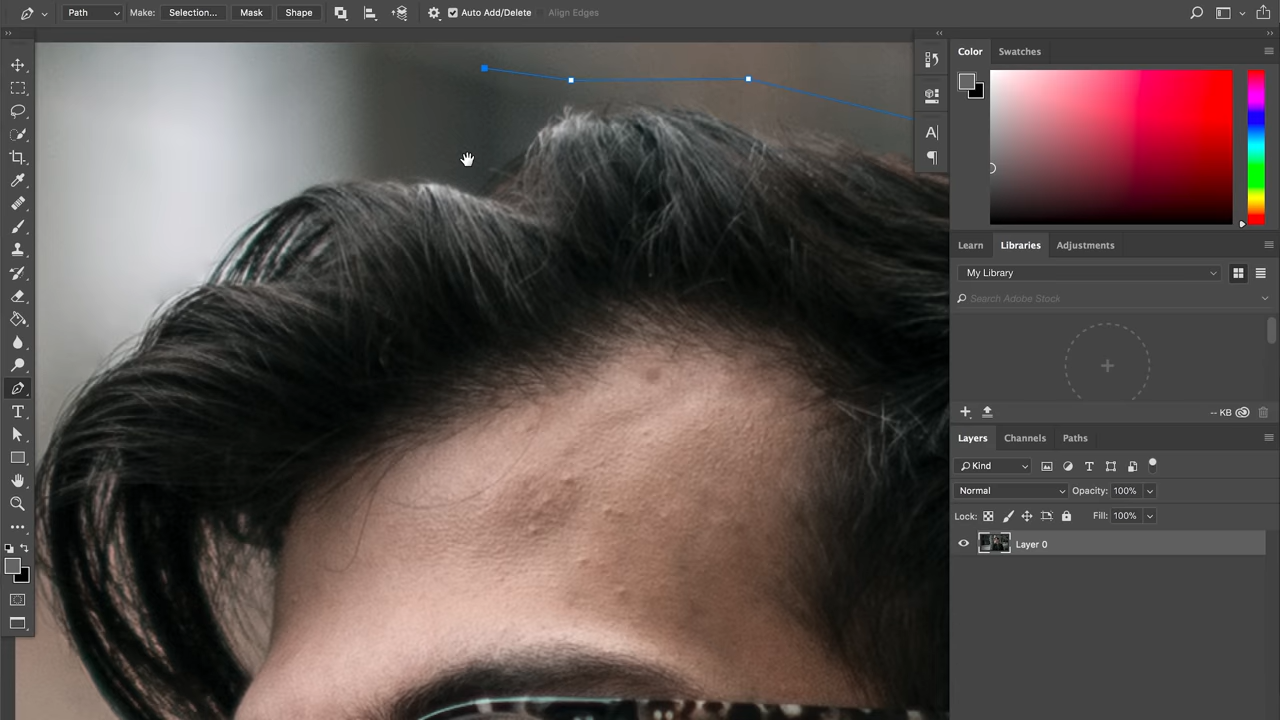 Path Make: Selection... Mask Shape Auto Add/Delete Align Edges
Color Swatches
A|
Learn Libraries Adjustments
My Library
Search Adobe Stock
-- KB
Layers Channels Paths
Kind
Normal Opacity: 100%
Lock: Fill: 100%
Layer 0
T